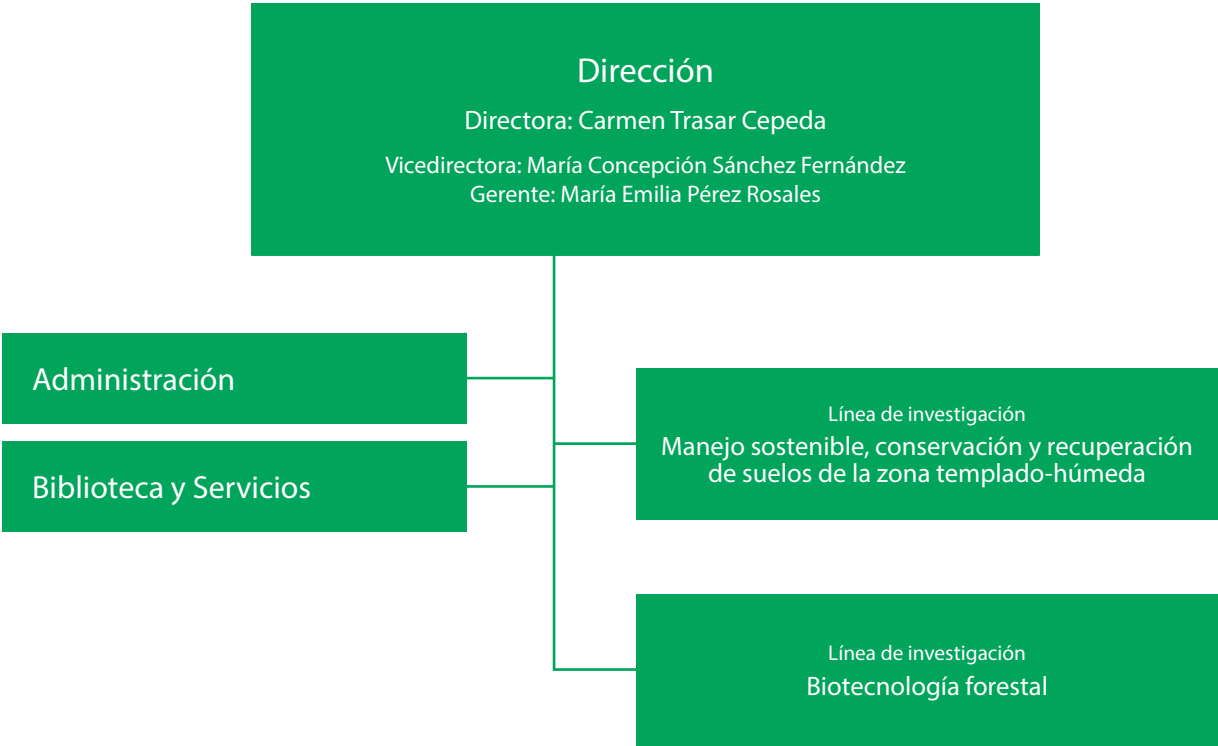 Dirección
Directora: Carmen Trasar Cepeda
Vicedirectora: María Concepción Sánchez Fernández
Gerente: María Emilia Pérez Rosales
Administración
Biblioteca y Servicios
Línea de investigación
Manejo sostenible, conservación y recuperación
de suelos de la zona templado-húmeda
Línea de investigación
Biotecnología forestal